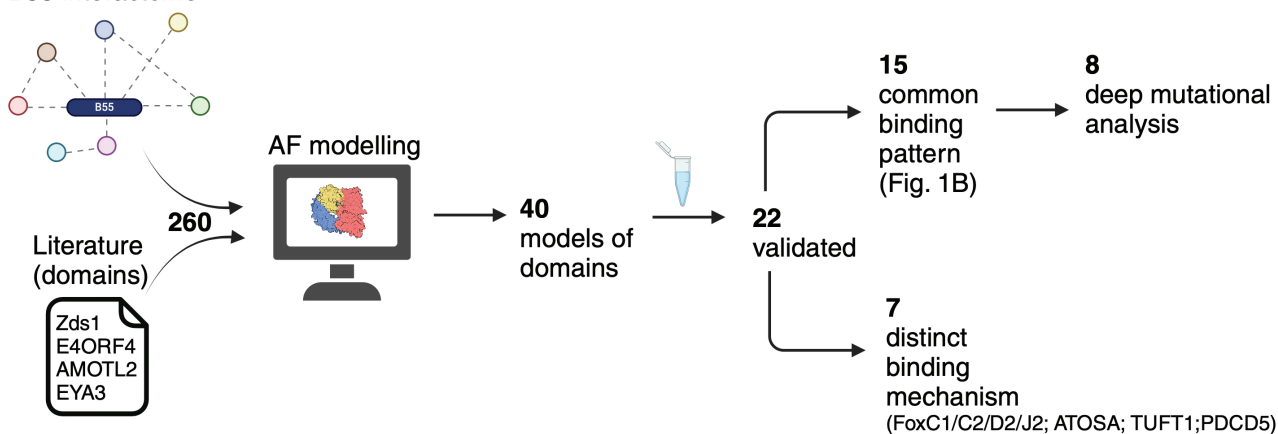 B55
AF modelling
260
Literature
(domains)
Zds1
E4ORF4
AMOTL2
EYA3
40
models of
domains
22
validated
15
common
binding
pattern
(Fig. 1B)
8
deep mutational
analysis
7
distinct
binding
mechanism
(FoxC1/C2/D2/J2; ATOSA; TUFT1;PDCD5)